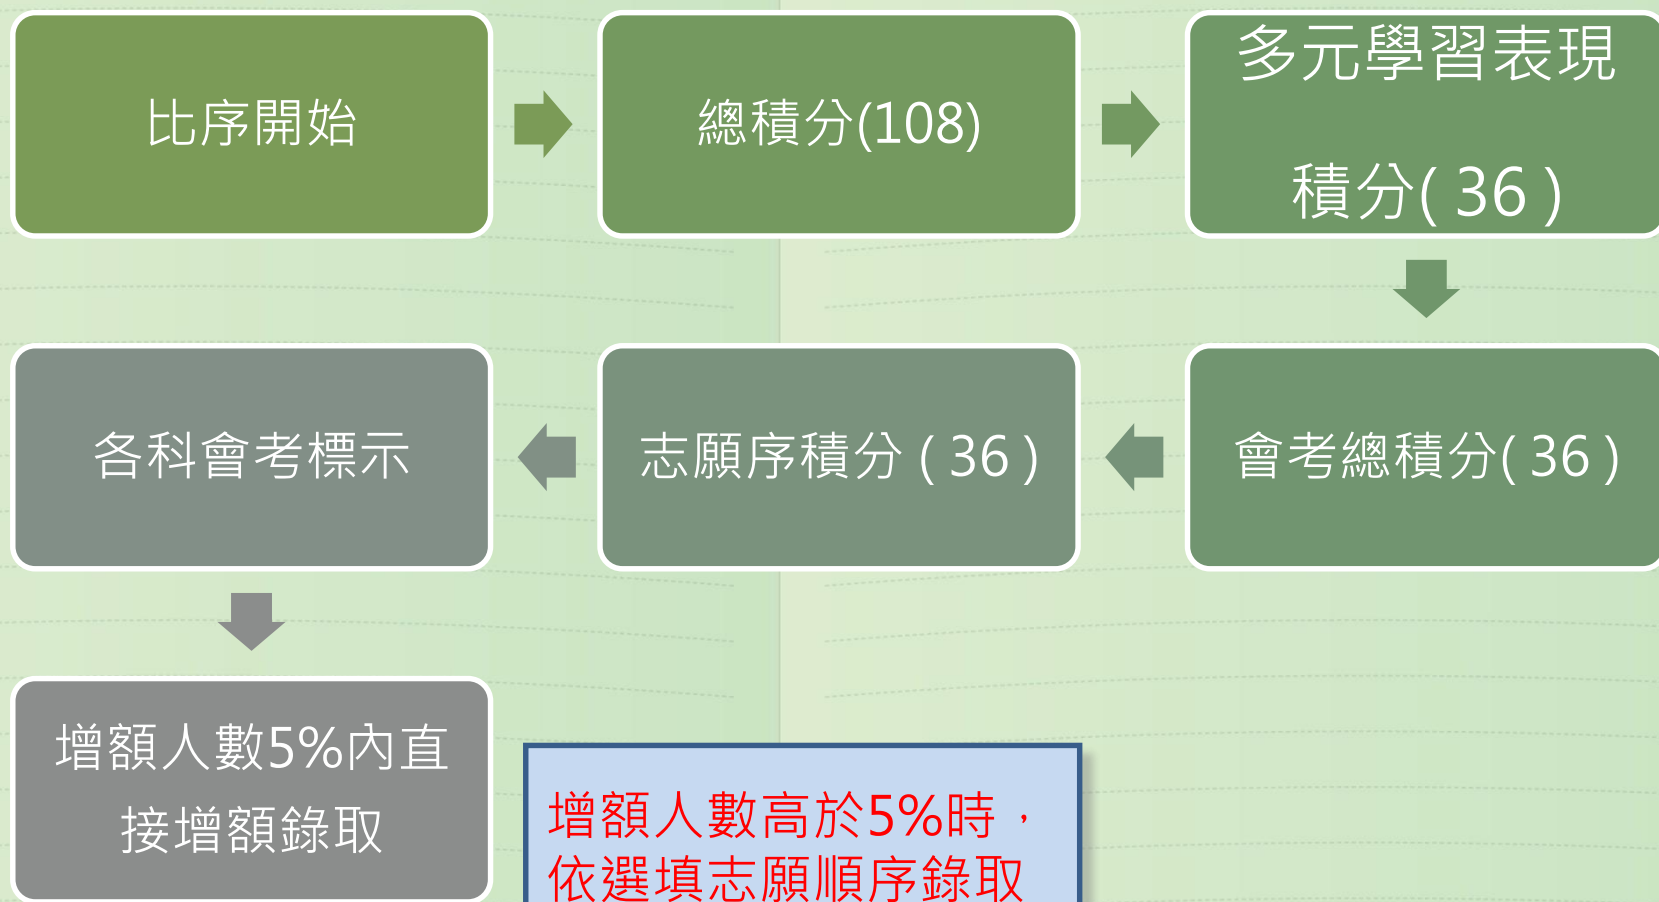 比序開始
總積分(108)
多元學習表現
積分( 36 )
會考總積分( 36 )
志願序積分 ( 36 )
各科會考標示
增額人數5%內直
接增額錄取
增額人數高於5%時，
依選填志願順序錄取